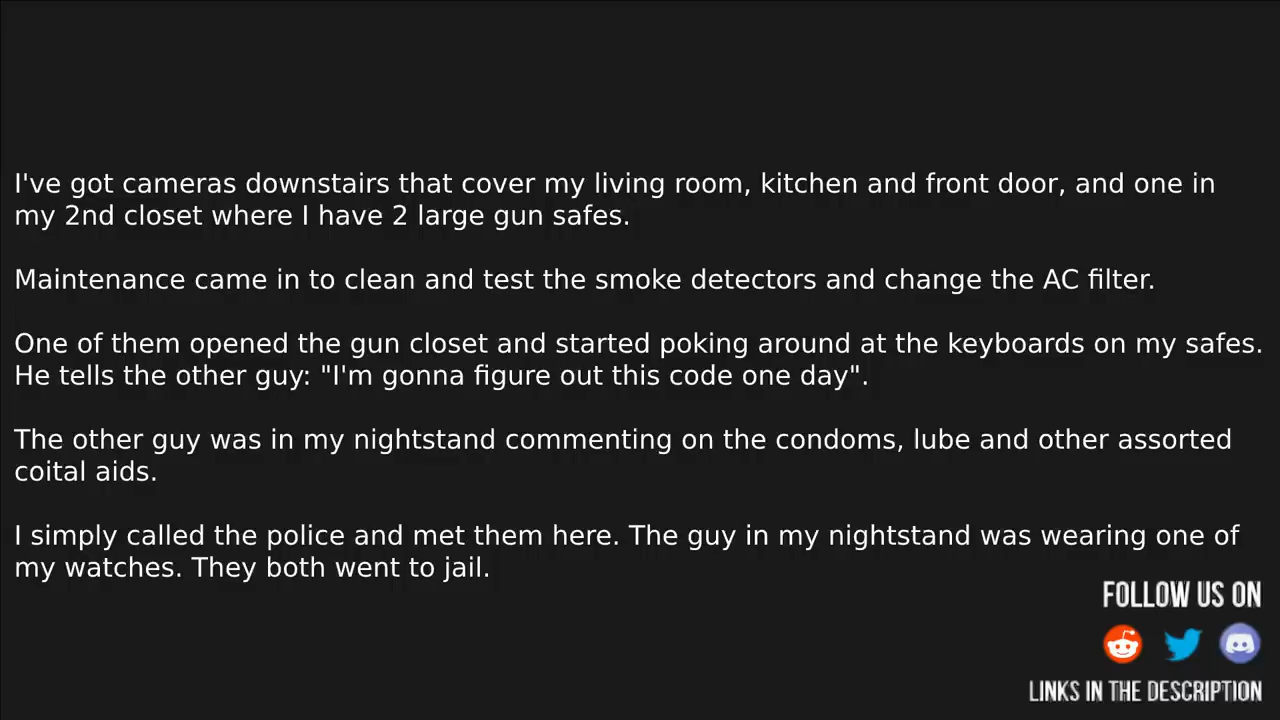 I've got cameras downstairs that cover my living room, kitchen and front door, and one in
my 2nd closet where I have 2 large gun safes.
Maintenance came in to clean and test the smoke detectors and change the AC filter.
One of them opened the gun closet and started poking around at the keyboards on my safes.
He tells the other guy: "I'm gonna figure out this code one day".
The other guy was in my nightstand commenting on the condoms, lube and other assorted
coital aids.
I simply called the police and met them here. The guy in my nightstand was wearing one of
my watches. They both went to jail.
FOLLOW US ON
LINKS IN THE DESCRIPTION